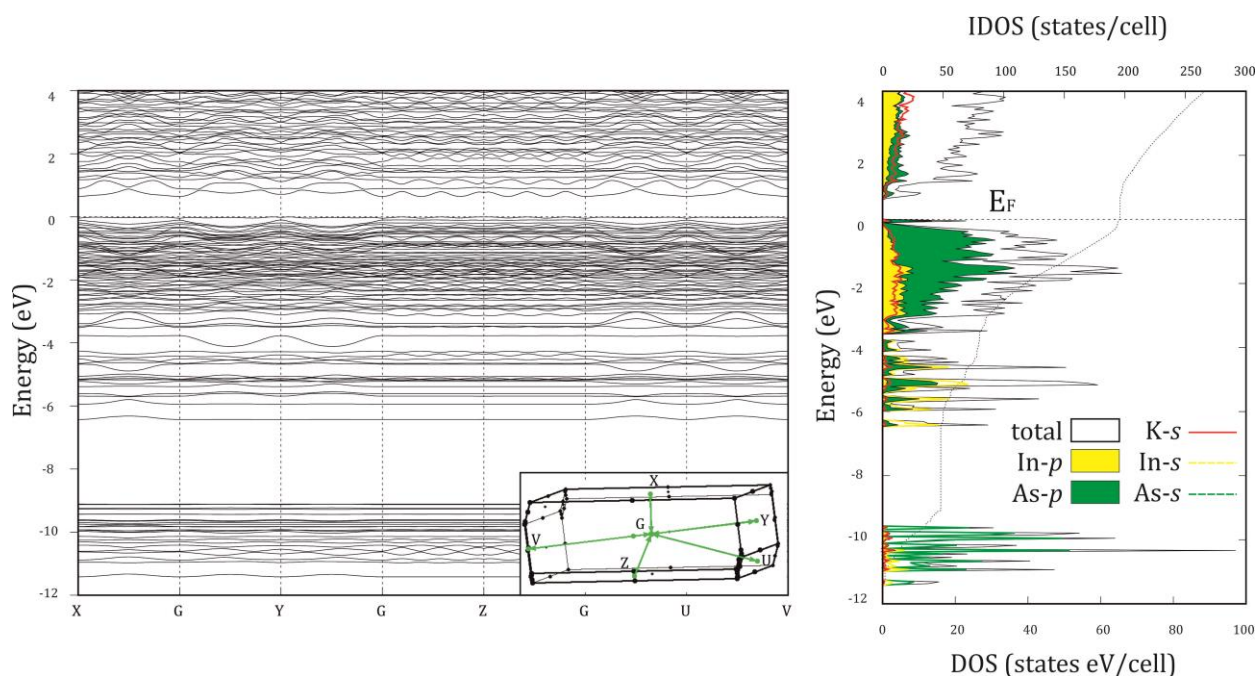 4
2
0
-2
-4
-6
-8
-10
-12
Energy (eV)
X G Y G Z G U V
X
G
Y
V
Z
U
IDOS (states/cell)
0 50 100 150 200 250 300
4
2
0
-2
-4
-6
-8
-10
-12
Energy (eV)
EF
total K-s
In-p In-s
As-p As-s
0 20 40 60 80 100
DOS (states eV/cell)